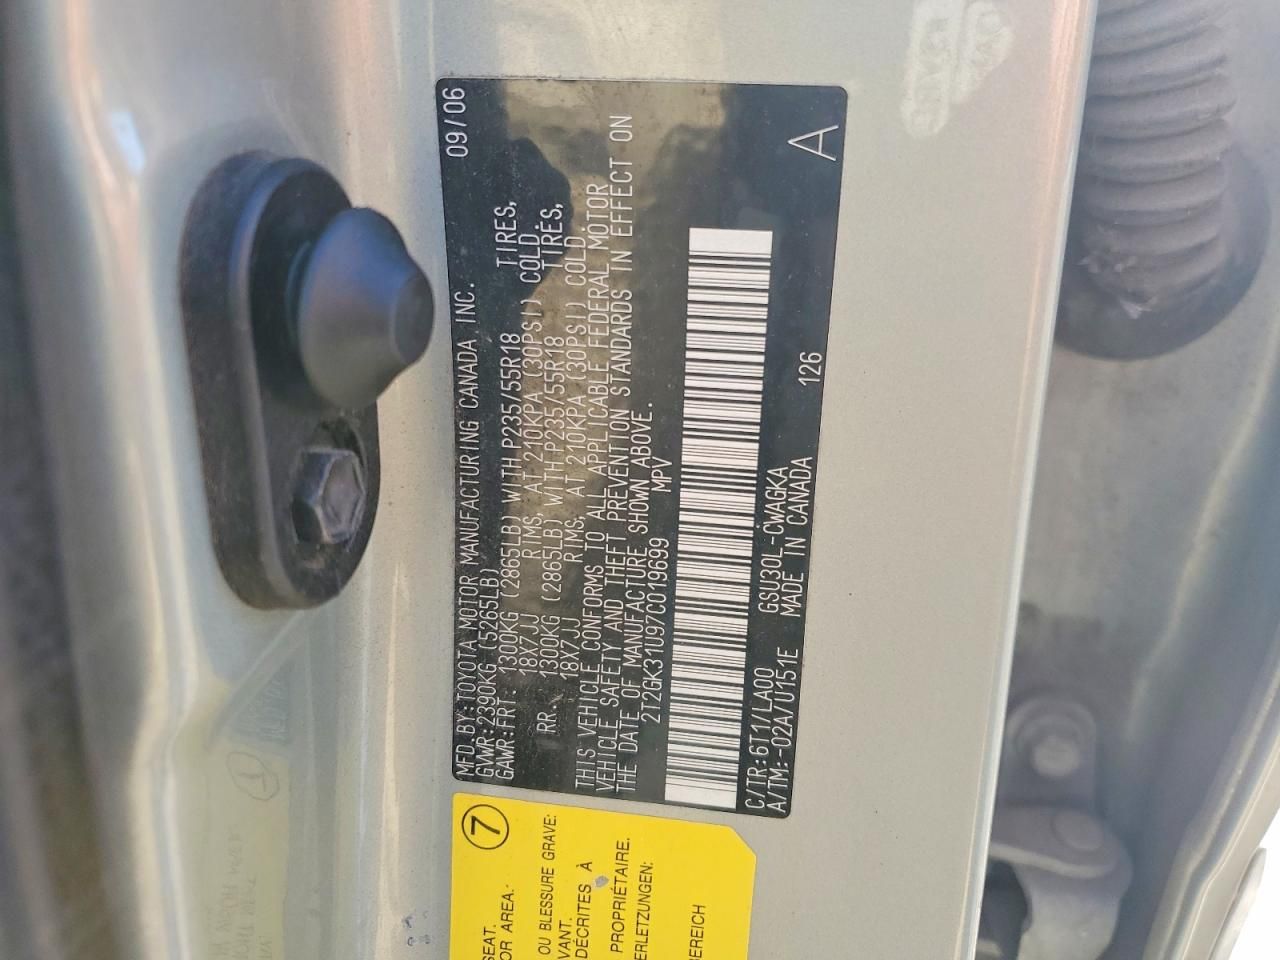 MFD.BY:TOYOTA MOTOR MANUFACTURING CANADA INC. 09/06
GVWR:2390KG (5265LB)
GAWR:FRT: 1300KG (2865LB) WITH P235/55R18 TIRES,
18X7JJ RIMS, AT 210KPA (30PSI) COLD.
RR. 1300KG (2865LB) WITH P235/55R18 TIRES,
18X7JJ RIMS, AT 210KPA (30PSI) COLD.
THIS VEHICLE CONFORMS TO ALL APPLICABLE FEDERAL MOTOR
VEHICLE SAFETY AND THEFT PREVENTION STANDARDS IN EFFECT ON
THE DATE OF MANUFACTURE SHOWN ABOVE.
2T2GK31U97C019699 MPV
C/TR:6T1/LA00 GSU30L-CWAGKA
A/TM:-02A/U151E MADE IN CANADA 126 A
7
SEAT.
OR AREA.
OU BLESSURE GRAVE:
VANT.
DÉCRITES À
PROPRIÉTAIRE.
ERLETZUNGEN:
BEREICH